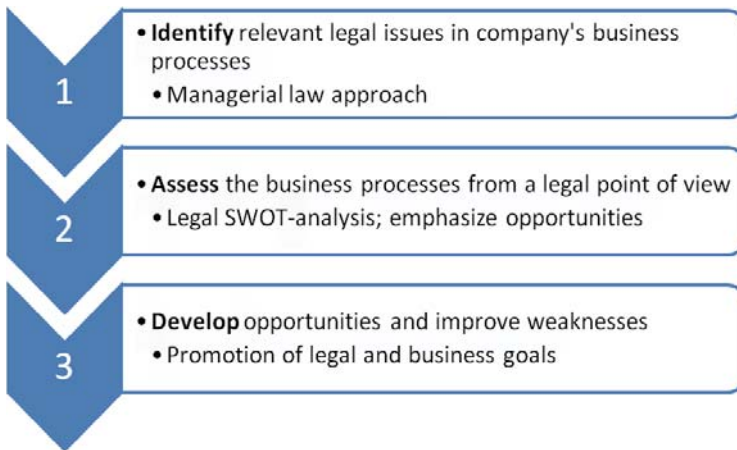 1
• Identify relevant legal issues in company's business
processes
• Managerial law approach
2
• Assess the business processes from a legal point of view
• Legal SWOT-analysis; emphasize opportunities
3
• Develop opportunities and improve weaknesses
• Promotion of legal and business goals